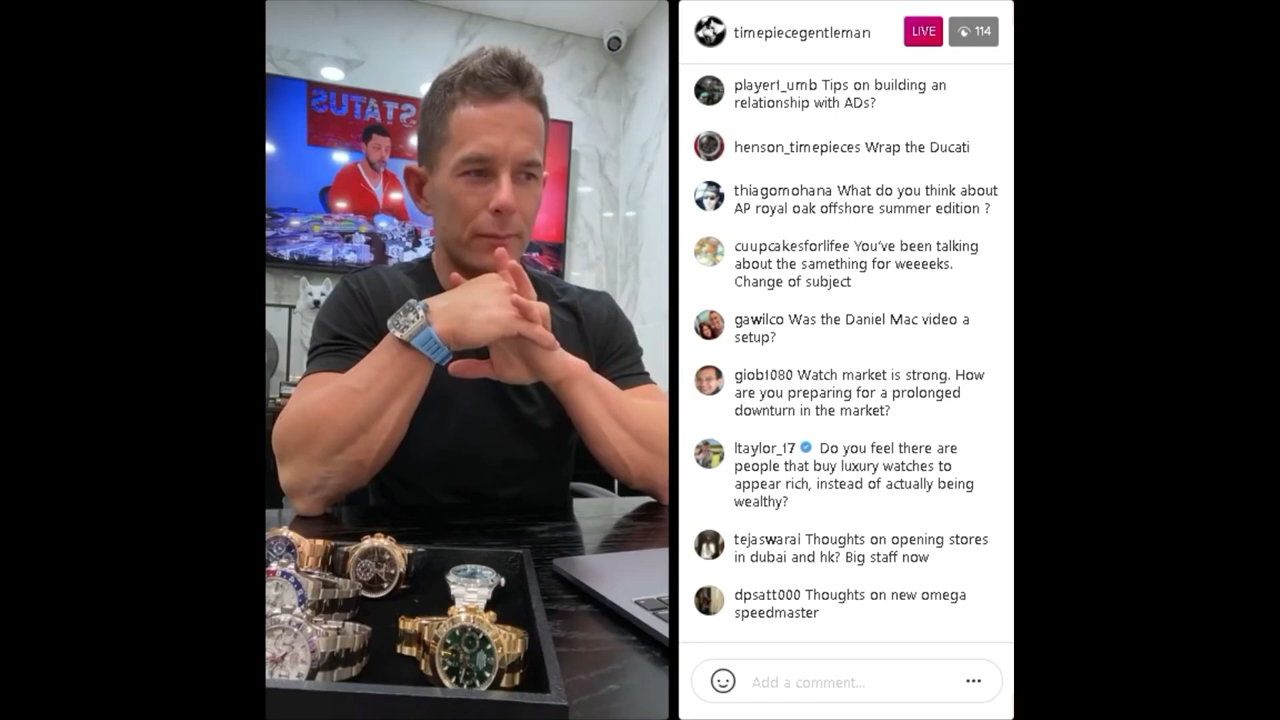 STATUS
timepiecegentleman
LIVE
114
player1_umb Tips on building an
relationship with ADs?
henson_timepieces Wrap the Ducati
thiagomohana What do you think about
AP royal oak offshore summer edition ?
cuupcakesforlifee You've been talking
about the samething for weeeeks.
Change of subject
gawilco Was the Daniel Mac video a
setup?
giob1080 Watch market is strong. How
are you preparing for a prolonged
downturn in the market?
ltaylor_17 Do you feel there are
people that buy luxury watches to
appear rich, instead of actually being
wealthy?
tejaswarai Thoughts on opening stores
in dubai and hk? Big staff now
dpsatt000 Thoughts on new omega
speedmaster
Add a comment...